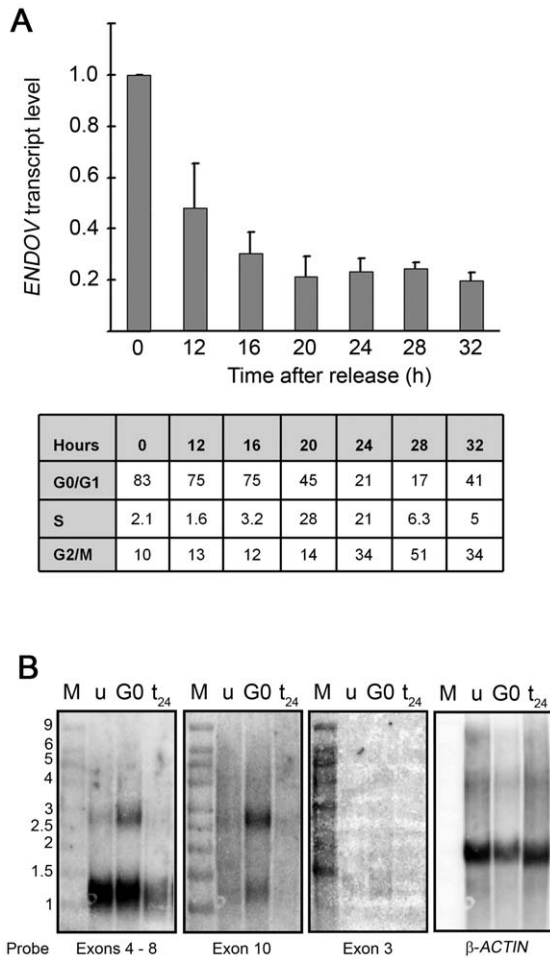 A
ENDOV transcript level
1.0
0.8
0.6
0.4
0.2
0 12 16 20 24 28 32
Time after release (h)
Hours 0 12 16 20 24 28 32
G0/G1 83 75 75 45 21 17 41
S 2.1 1.6 3.2 28 21 6.3 5
G2/M 10 13 12 14 34 51 34
B
M u G0 t24 M u G0 t24 M u G0 t24 M u G0 t24
9
6
5
4
3
2.5
2
1.5
1
Probe Exons 4 - 8 Exon 10 Exon 3 β-ACTIN